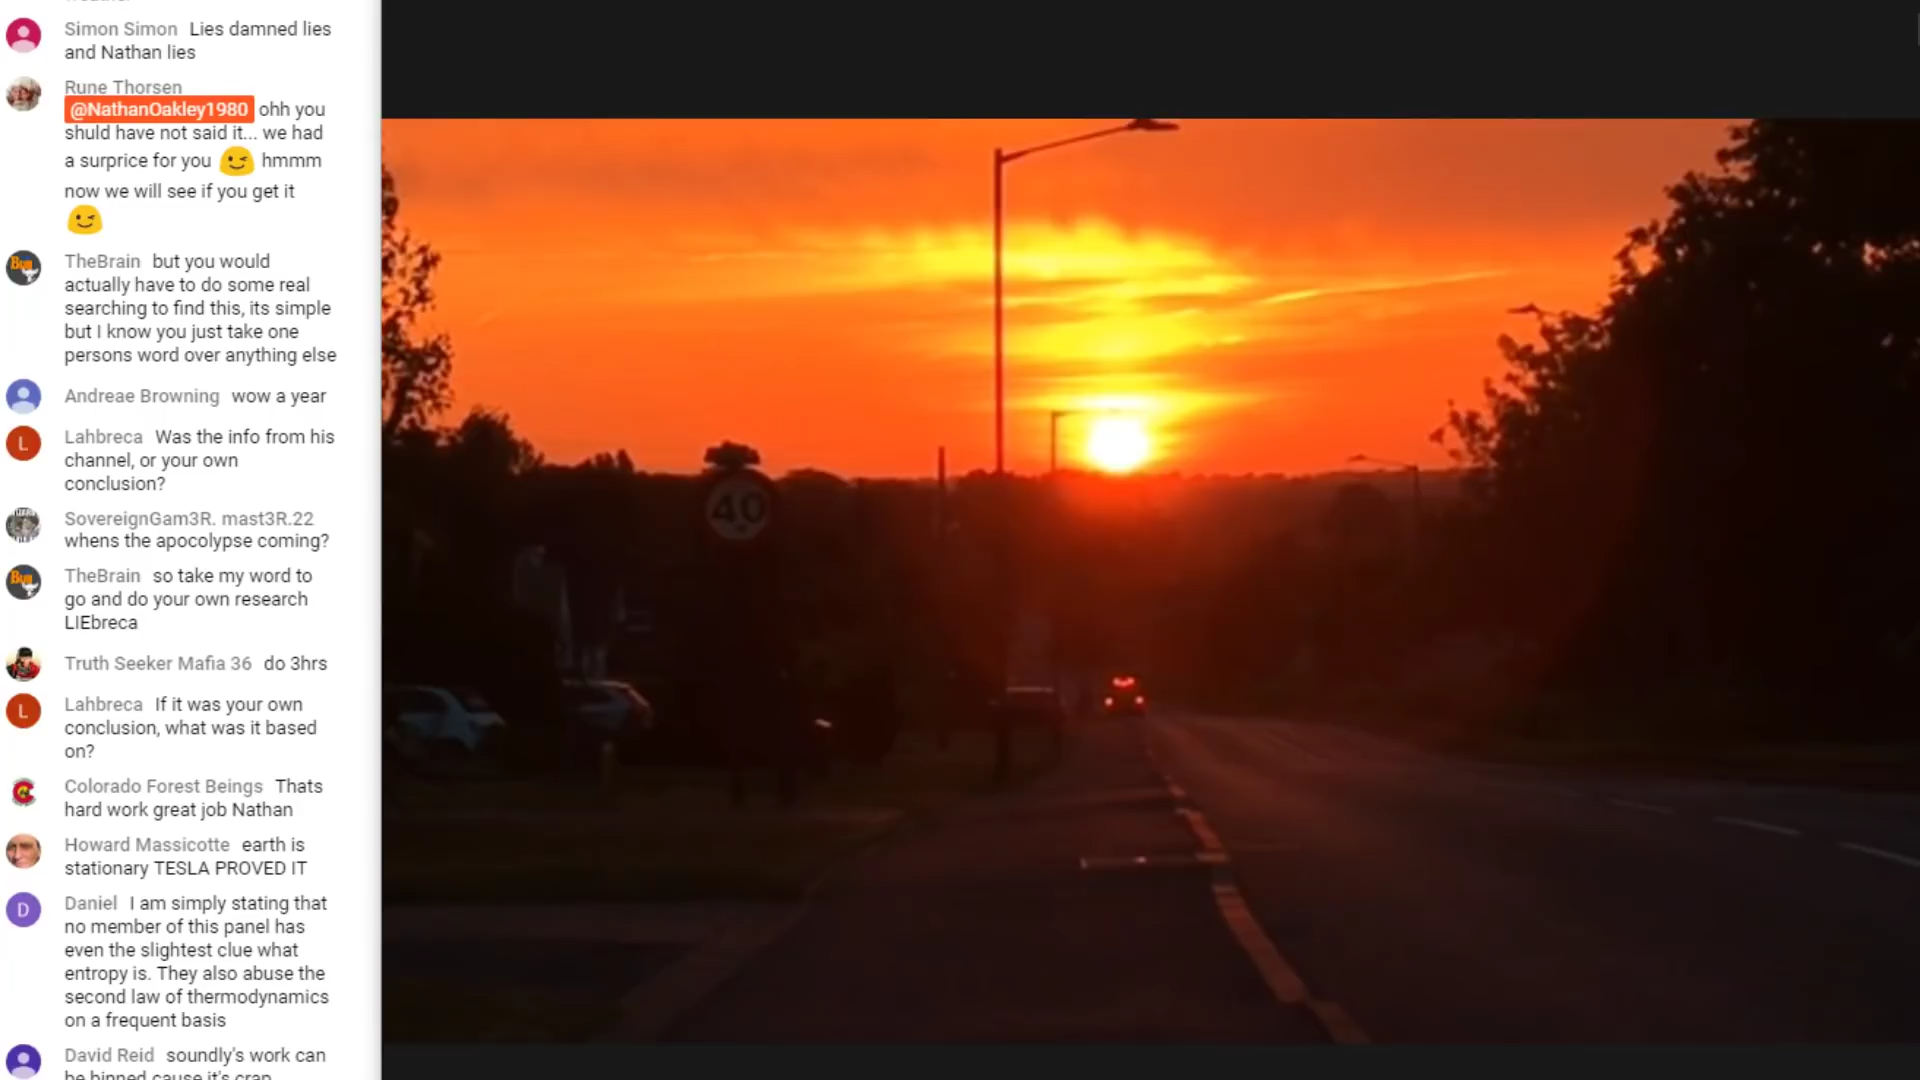 Simon Simon Lies damned lies
and Nathan lies
Rune Thorsen
@NathanOakley1980 ohh you
shuld have not said it... we had
a surprice for you hmmm
now we will see if you get it
TheBrain but you would
actually have to do some real
searching to find this, its simple
but I know you just take one
persons word over anything else
Andreae Browning wow a year
L Lahbreca Was the info from his
channel, or your own
conclusion?
SovereignGam3R. mast3R.22
whens the apocolypse coming?
TheBrain so take my word to
go and do your own research
LIEbreca
Truth Seeker Mafia 36 do 3hrs
L Lahbreca If it was your own
conclusion, what was it based
on?
Colorado Forest Beings Thats
hard work great job Nathan
Howard Massicotte earth is
stationary TESLA PROVED IT
D Daniel I am simply stating that
no member of this panel has
even the slightest clue what
entropy is. They also abuse the
second law of thermodynamics
on a frequent basis
David Reid soundly's work can
be binned cause it's crap
40